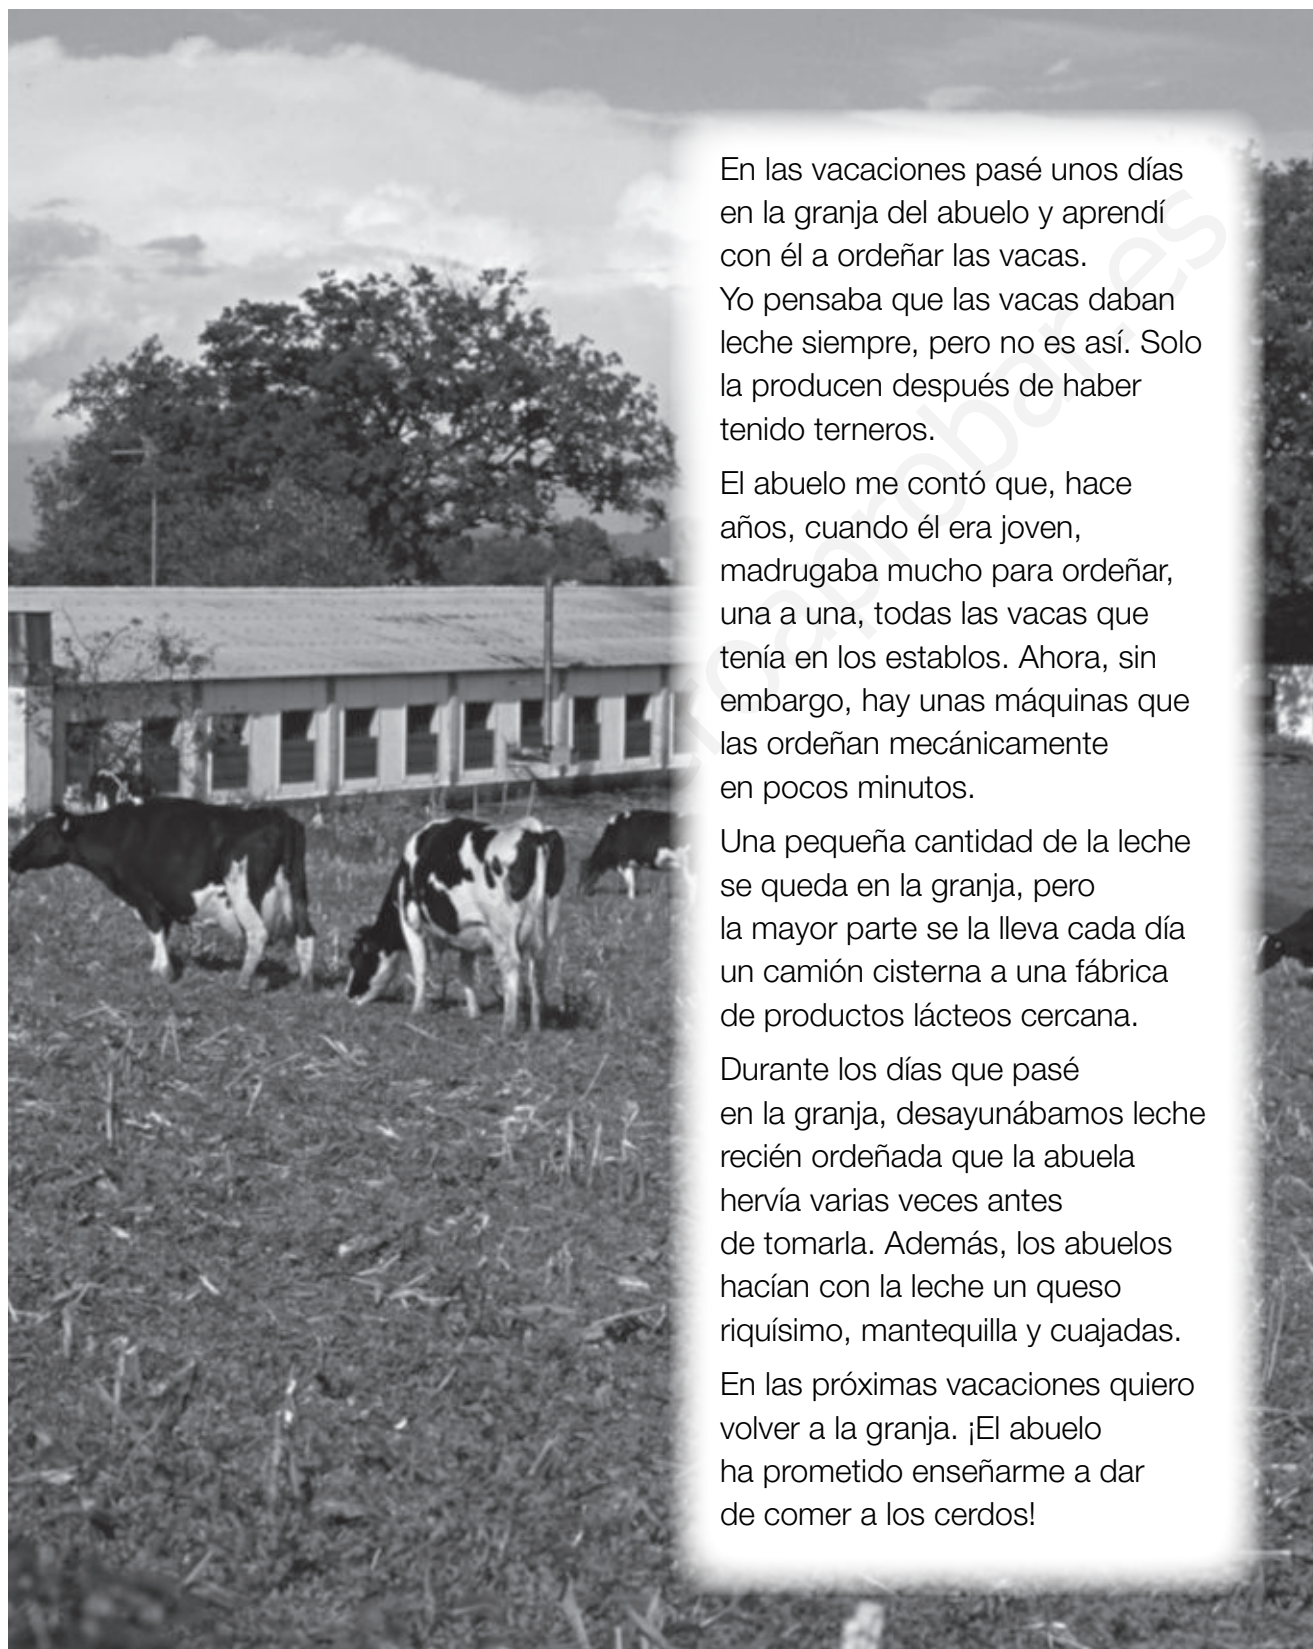 En las vacaciones pasé unos días
en la granja del abuelo y aprendí
con él a ordeñar las vacas.
Yo pensaba que las vacas daban
leche siempre, pero no es así. Solo
la producen después de haber
tenido terneros.
El abuelo me contó que, hace
años, cuando él era joven,
madrugaba mucho para ordeñar,
una a una, todas las vacas que
tenía en los establos. Ahora, sin
embargo, hay unas máquinas que
las ordeñan mecánicamente
en pocos minutos.
Una pequeña cantidad de la leche
se queda en la granja, pero
la mayor parte se la lleva cada día
un camión cisterna a una fábrica
de productos lácteos cercana.
Durante los días que pasé
en la granja, desayunábamos leche
recién ordeñada que la abuela
hervía varias veces antes
de tomarla. Además, los abuelos
hacían con la leche un queso
riquísimo, mantequilla y cuajadas.
En las próximas vacaciones quiero
volver a la granja. ¡El abuelo
ha prometido enseñarme a dar
de comer a los cerdos!